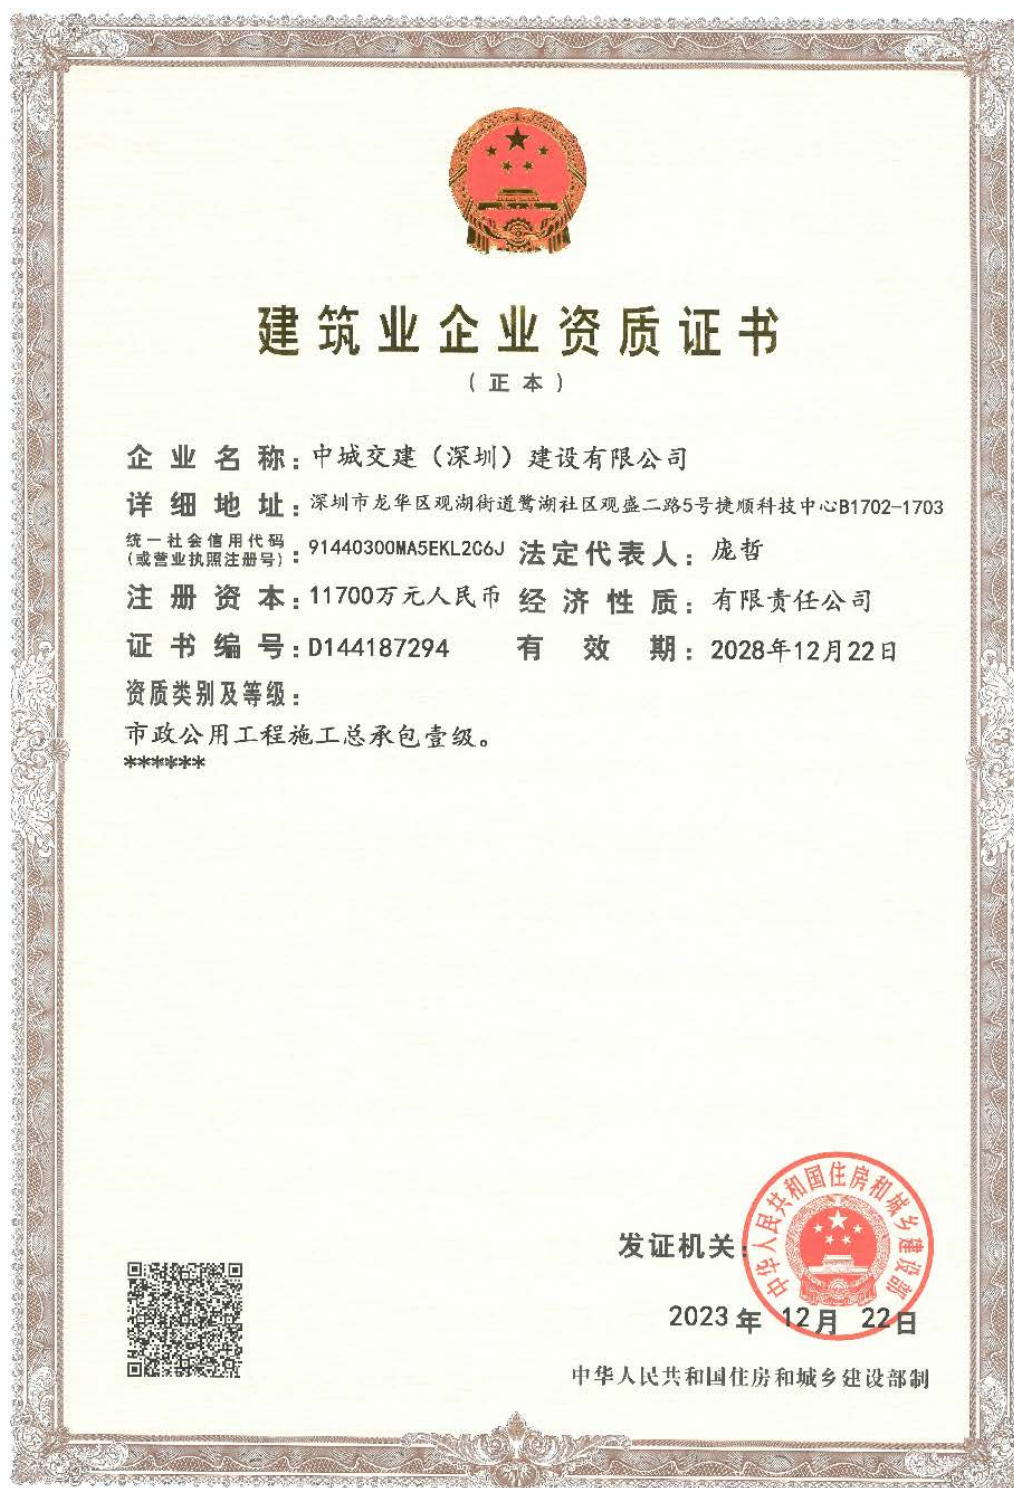 建筑业企业资质证书
(正本)
企业名称:中城交建(深圳)建设有限公司
详细地址:深圳市龙华区观湖街道鹭湖社区观盛二路5号捷顺科技中心B1702-1703
统一社会信用代码
(或营业执照注册号):91440300MA5EKL2C6J 法定代表人:庞哲
注册资本:11700万元人民币 经济性质:有限责任公司
证书编号:D144187294 有效期:2028年12月22日
资质类别及等级:
市政公用工程施工总承包壹级。
******
发证机关:
中华人民共和国住房和城乡建设部
2023年 12月 22日
中华人民共和国住房和城乡建设部制